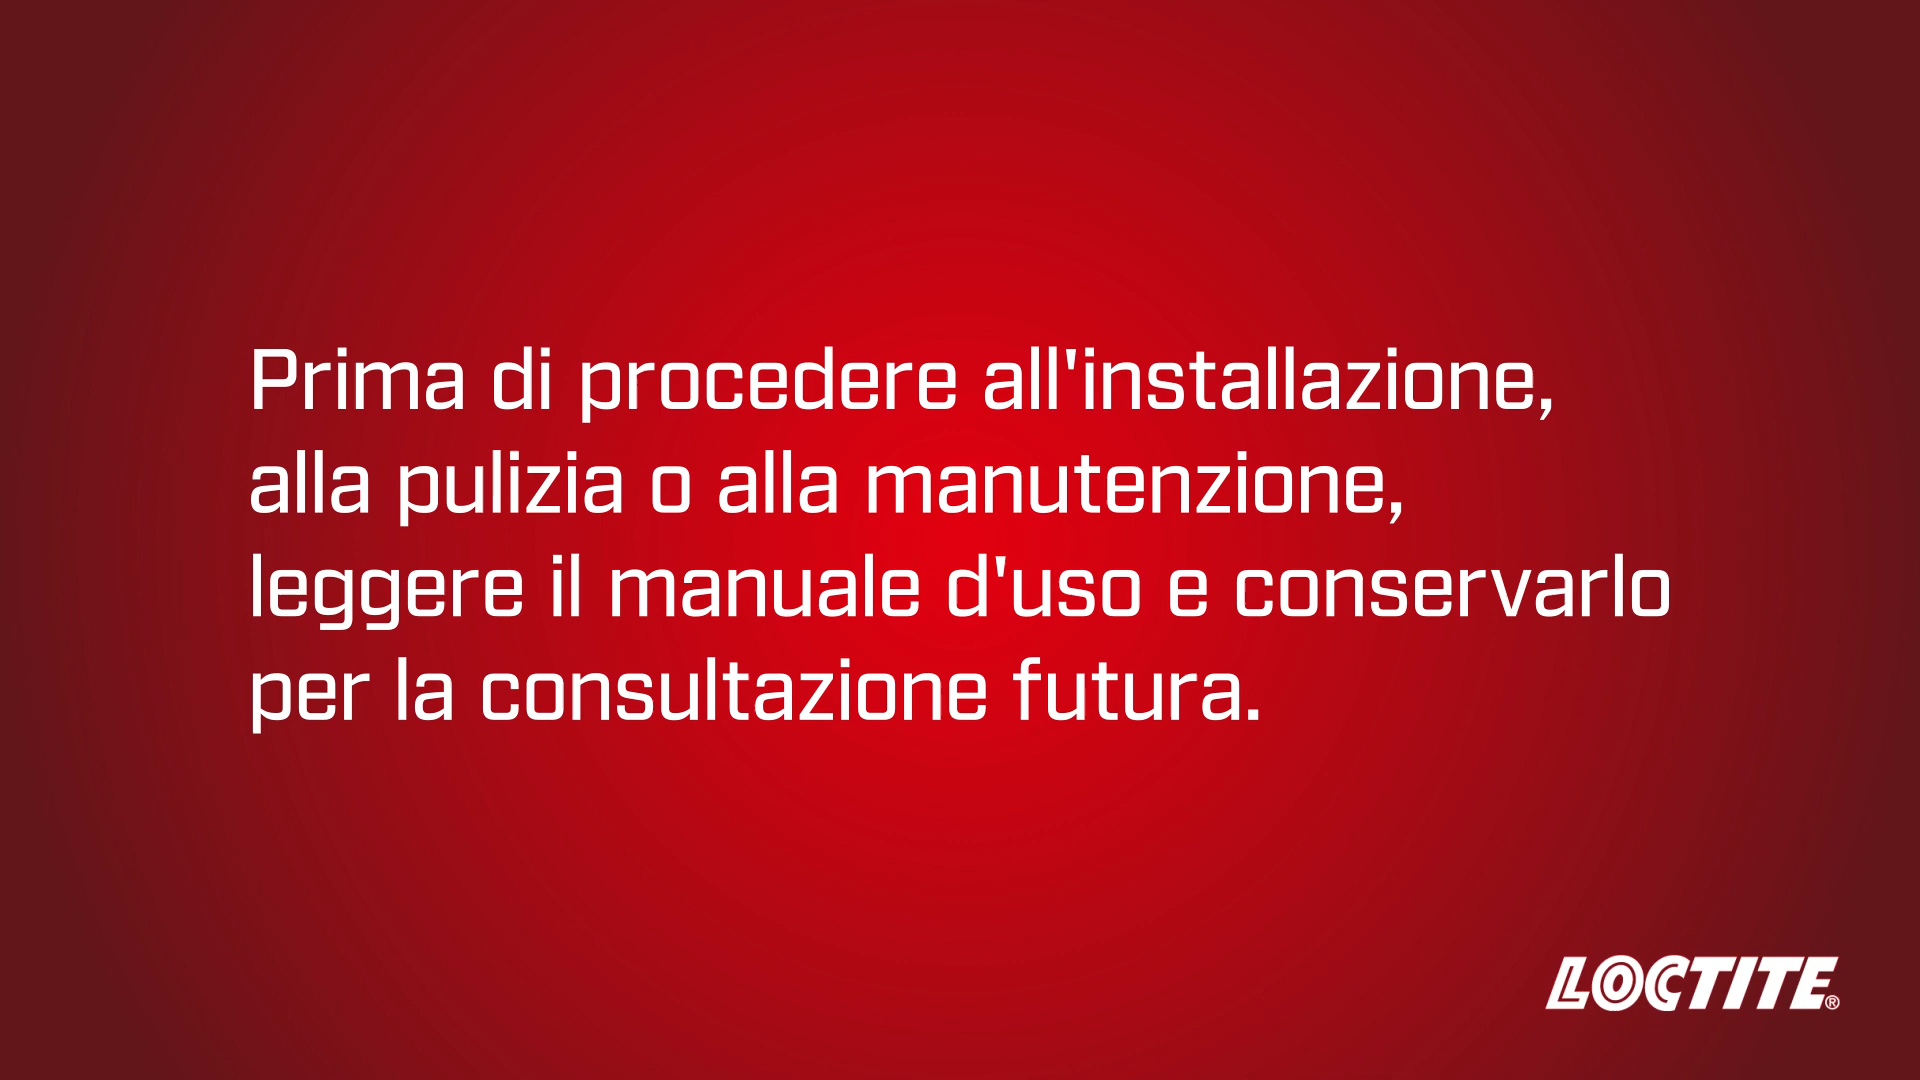 Prima di procedere all'installazione,
alla pulizia o alla manutenzione,
leggere il manuale d'uso e conservarlo
per la consultazione futura.
LOCTITE®